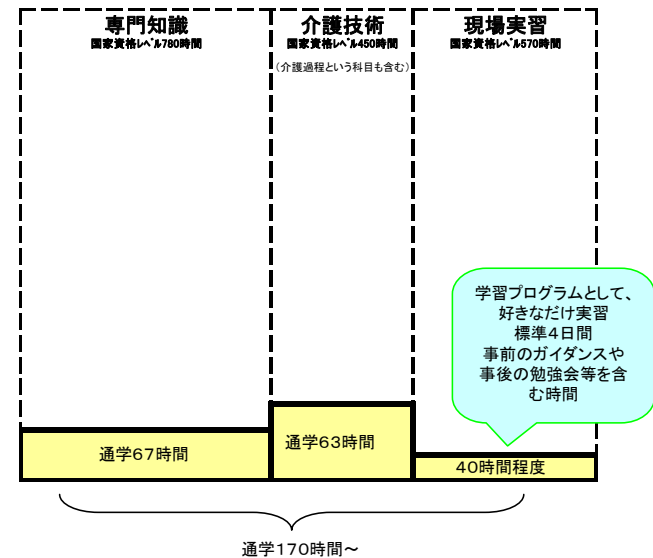 専門知識
国家資格ﾚﾍﾞﾙ780時間
介護技術
国家資格ﾚﾍﾞﾙ450時間
(介護過程という科目も含む)
現場実習
国家資格ﾚﾍﾞﾙ570時間
学習プログラムとして、
好きなだけ実習
標準4日間
事前のガイダンスや
事後の勉強会等を含
む時間
通学67時間
通学63時間
40時間程度
通学170時間～